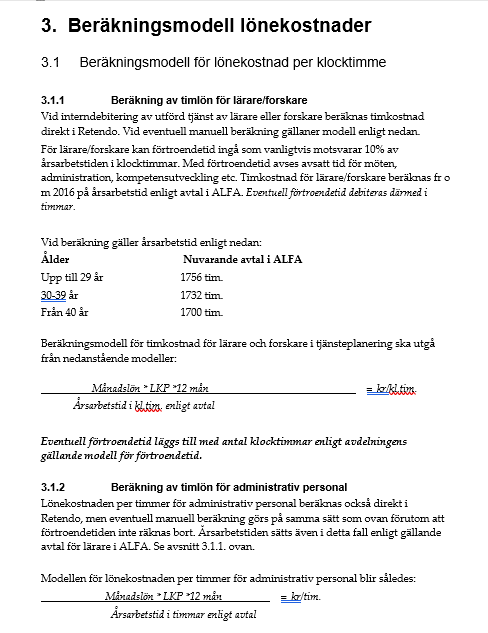 3. Beräkningsmodell lönekostnader
3.1 Beräkningsmodell för lönekostnad per klocktimme
3.1.1 Beräkning av timlön för lärare/forskare
Vid interndebitering av utförd tjänst av lärare eller forskare beräknas timkostnad
direkt i Retendo. Vid eventuell manuell beräkning gällaner modell enligt nedan.
För lärare/forskare kan förtroendetid ingå som vanligtvis motsvarar 10% av
årsarbetstiden i klocktimmar. Med förtroendetid avses avsatt tid för möten,
administration, kompetensutveckling etc. Timkostnad för lärare/forskare beräknas fr o
m 2016 på årsarbetstid enligt avtal i ALFA. Eventuell förtroendetid debiteras därmed i
timmar.
Vid beräkning gäller årsarbetstid enligt nedan:
Ålder Nuvarande avtal i ALFA
Upp till 29 år 1756 tim.
30-39 år 1732 tim.
Från 40 år 1700 tim.
Beräkningsmodell för timkostnad för lärare och forskare i tjänsteplanering ska utgå
från nedanstående modeller:
Månadslön * LKP *12 mån = kr/kl.tim.
Årsarbetstid i kl.tim. enligt avtal
Eventuell förtroendetid läggs till med antal klocktimmar enligt avdelningens
gällande modell för förtroendetid.
3.1.2 Beräkning av timlön för administrativ personal
Lönekostnaden per timmer för administrativ personal beräknas också direkt i
Retendo, men eventuell manuell beräkning görs på samma sätt som ovan förutom att
förtroendetiden inte räknas bort. Årsarbetstiden sätts även i detta fall enligt gällande
avtal för lärare i ALFA. Se avsnitt 3.1.1. ovan.
Modellen för lönekostnaden per timmer för administrativ personal blir således:
Månadslön * LKP *12 mån = kr/tim.
Årsarbetstid i timmar enligt avtal